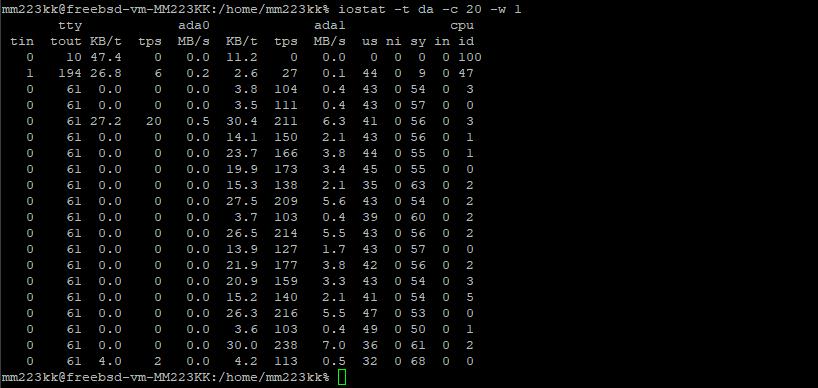 mm223kk@freebsd-vm-MM223KK:/home/mm223kk% iostat -t da -c 20 -w 1
tty ada0 ada1 cpu
tin tout KB/t tps MB/s KB/t tps MB/s us ni sy in id
0 10 47.4 0 0.0 11.2 0 0.0 0 0 0 0 100
1 194 26.8 6 0.2 2.6 27 0.1 44 0 9 0 47
0 61 0.0 0 0.0 3.8 104 0.4 43 0 54 0 3
0 61 0.0 0 0.0 3.5 111 0.4 43 0 57 0 0
0 61 27.2 20 0.5 30.4 211 6.3 41 0 56 0 3
0 61 0.0 0 0.0 14.1 150 2.1 43 0 56 0 1
0 61 0.0 0 0.0 23.7 166 3.8 44 0 55 0 1
0 61 0.0 0 0.0 19.9 173 3.4 45 0 55 0 0
0 61 0.0 0 0.0 15.3 138 2.1 35 0 63 0 2
0 61 0.0 0 0.0 27.5 209 5.6 43 0 54 0 2
0 61 0.0 0 0.0 3.7 103 0.4 39 0 60 0 2
0 61 0.0 0 0.0 26.5 214 5.5 43 0 56 0 2
0 61 0.0 0 0.0 13.9 127 1.7 43 0 57 0 0
0 61 0.0 0 0.0 21.9 177 3.8 42 0 56 0 2
0 61 0.0 0 0.0 20.9 159 3.3 43 0 54 0 3
0 61 0.0 0 0.0 15.2 140 2.1 41 0 54 0 5
0 61 0.0 0 0.0 26.3 216 5.5 47 0 53 0 0
0 61 0.0 0 0.0 3.6 103 0.4 49 0 50 0 1
0 61 0.0 0 0.0 30.0 238 7.0 36 0 61 0 2
0 61 4.0 2 0.0 4.2 113 0.5 32 0 68 0 0
mm223kk@freebsd-vm-MM223KK:/home/mm223kk%